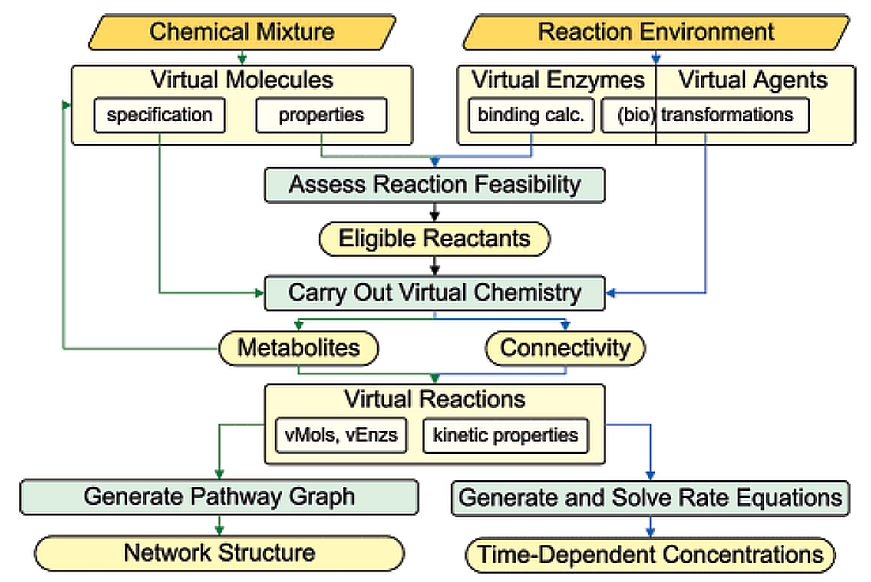 Chemical Mixture
Reaction Environment
Virtual Molecules
Virtual Enzymes
Virtual Agents
specification
properties
binding calc.
(bio) transformations
Assess Reaction Feasibility
Eligible Reactants
Carry Out Virtual Chemistry
Metabolites
Connectivity
Virtual Reactions
vMols, vEnzs
kinetic properties
Generate Pathway Graph
Generate and Solve Rate Equations
Network Structure
Time-Dependent Concentrations